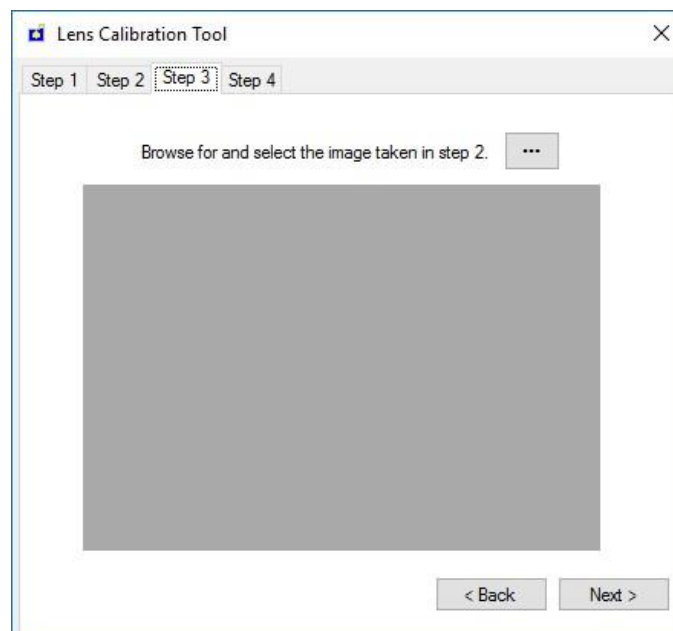 Lens Calibration Tool
Step 1 Step 2 Step 3 Step 4
Browse for and select the image taken in step 2. ...
< Back Next >